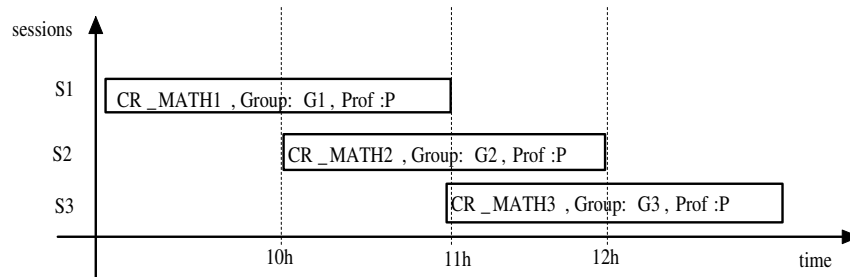 sessions
S1
CR _MATH1 , Group: G1 , Prof :P
S2
CR _MATH2 , Group: G2 , Prof :P
S3
CR _MATH3 , Group: G3 , Prof :P
10h 11h 12h time